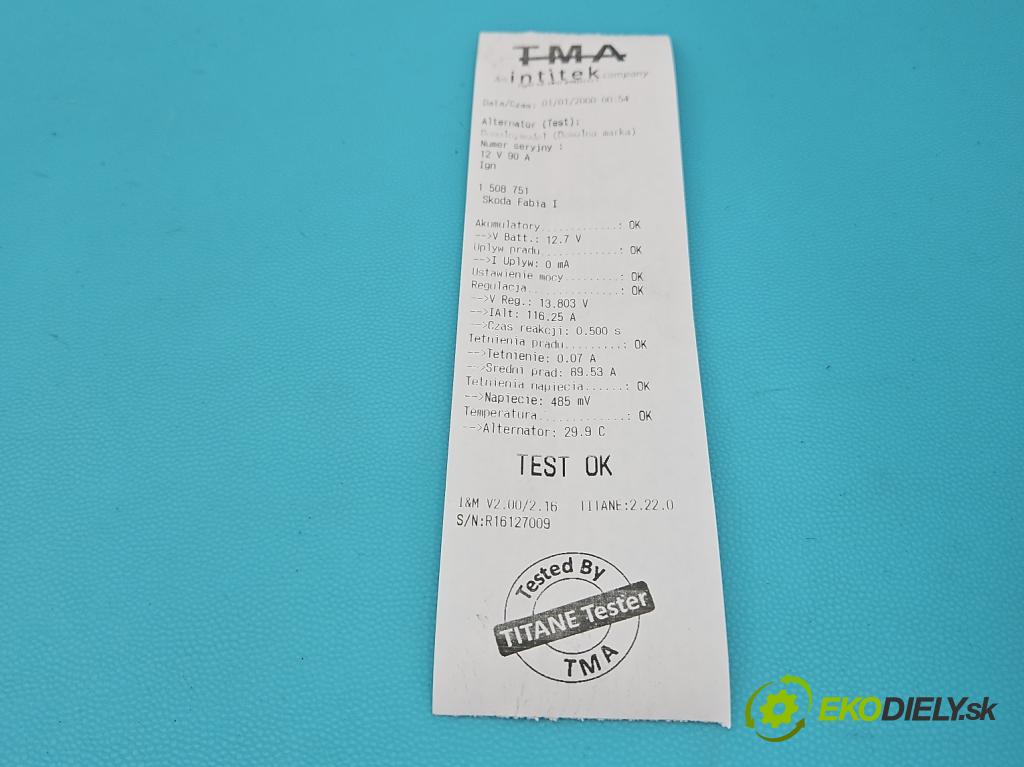 TMA
An intitek company
Data/Czas: 01/01/2000 00:54
Alternator (Test):
(Dowolna marka)
Numer seryjny :
12 V 90 A
Ign
1 508 751
Skoda Fabia I
Akumulatory.............: OK
-->V Batt.: 12.7 V
Uplyw pradu.............: OK
-->I Uplyw: 0 mA
Ustawienie mocy.........: OK
Regulacja...............: OK
-->V Reg.: 13.803 V
-->IAlt: 116.25 A
-->Czas reakcji: 0.500 s
Tetnienia pradu.........: OK
-->Tetnienie: 0.07 A
-->Sredni prad: 89.53 A
Tetnienia napiecia......: OK
-->Napiecie: 485 mV
Temperatura.............: OK
-->Alternator: 29.9 C
TEST OK
I&M V2.00/2.16 TITANE:2.22.0
S/N:R16127009
Tested By
TITANE Tester
TMA
EKODIELY.sk